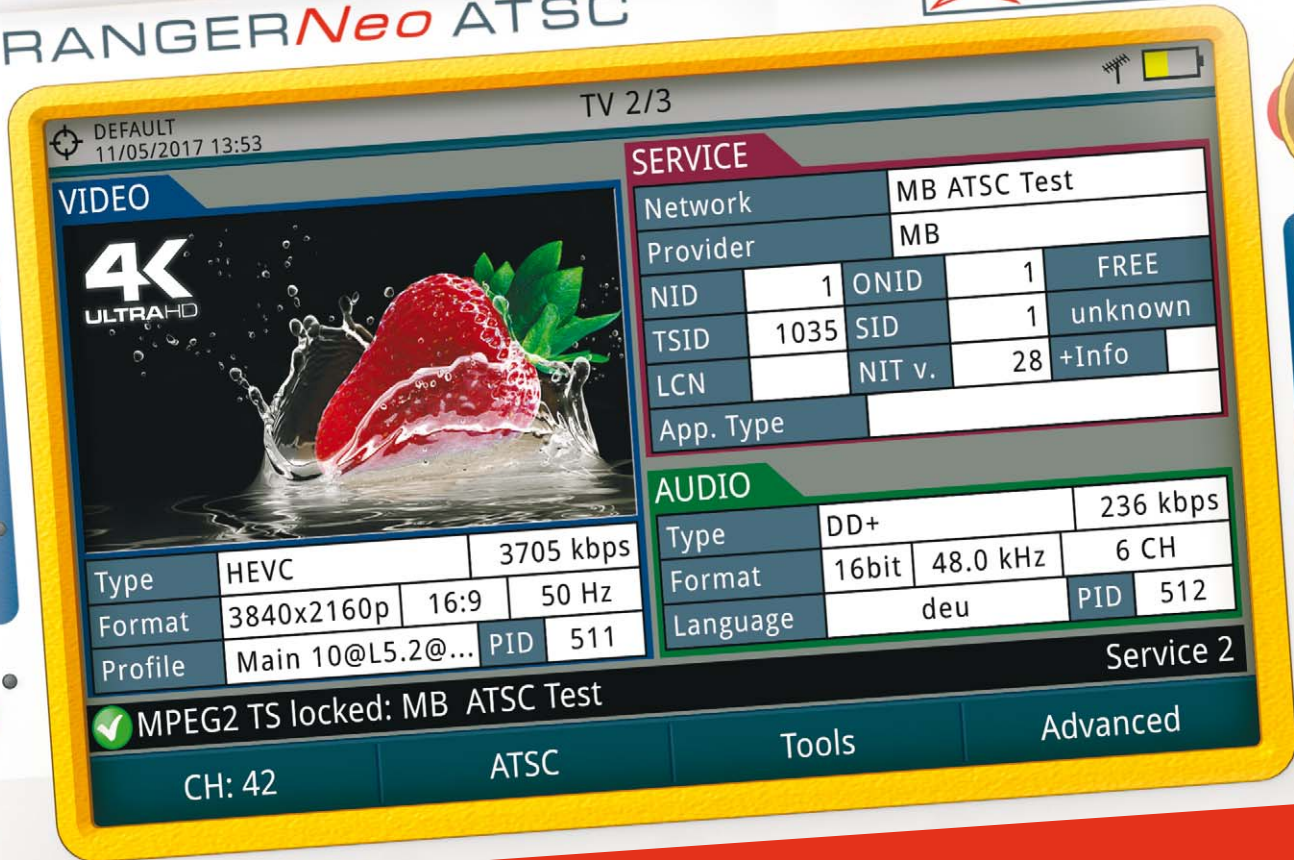 RANGERNeo ATSC
DEFAULT
11/05/2017 13:53
TV 2/3
VIDEO
4K
ULTRAHD
Type HEVC 3705 kbps
Format 3840x2160p 16:9 50 Hz
Profile Main 10@L5.2@... PID 511
SERVICE
Network MB ATSC Test
Provider MB
NID 1 ONID 1 FREE
TSID 1035 SID 1 unknown
LCN NIT v. 28 +Info
App. Type
AUDIO
Type DD+ 236 kbps
Format 16bit 48.0 kHz 6 CH
Language deu PID 512
MPEG2 TS locked: MB ATSC Test Service 2
CH: 42 ATSC Tools Advanced